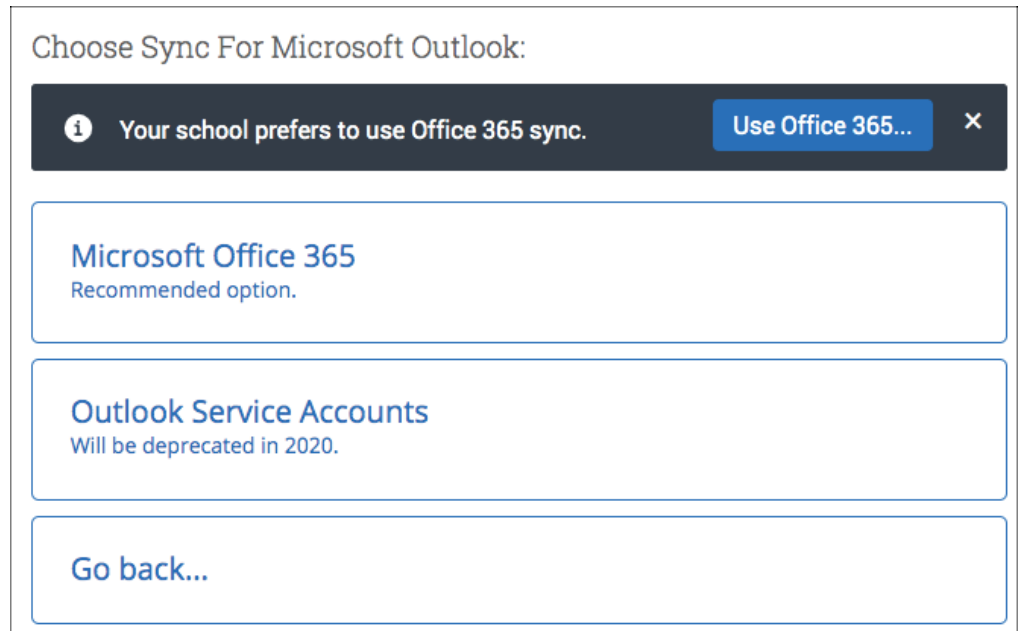 Choose Sync For Microsoft Outlook:
Your school prefers to use Office 365 sync.
Use Office 365...
×
Microsoft Office 365
Recommended option.
Outlook Service Accounts
Will be deprecated in 2020.
Go back...